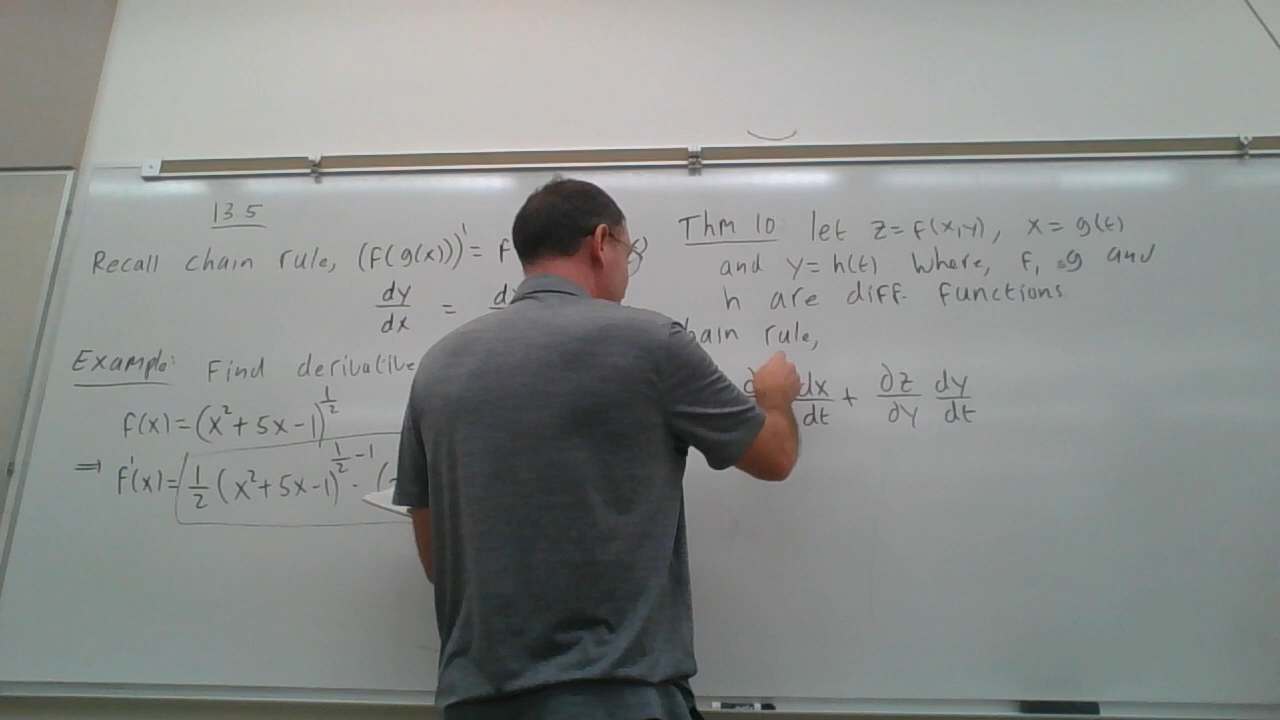 13.5
Recall chain rule, (f(g(x)))' = f
dy/dx =
Example: Find derivative
f(x) = (x² + 5x - 1)^(1/2)
⇒ f'(x) = 1/2 (x² + 5x - 1)^(1/2 - 1) · (
Thm 10 let z = f(x,y), x = g(t)
and y = h(t) where, f, g and
h are diff. functions
rule,
dx/dt + ∂z/∂y dy/dt